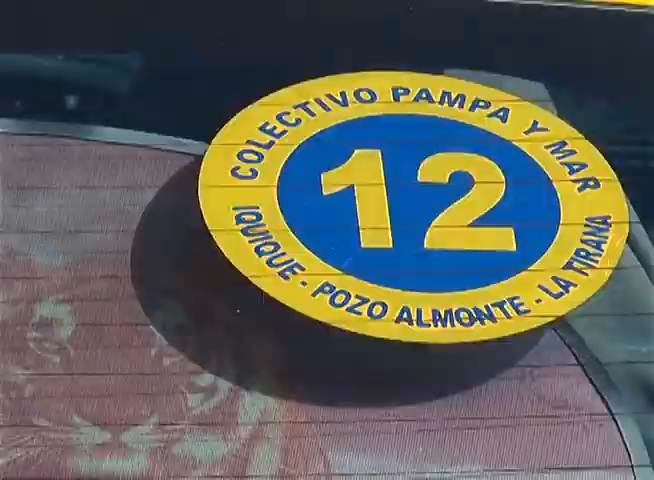 COLECTIVO PAMPA Y MAR
12
IQUIQUE - POZO ALMONTE - LA TIRANA